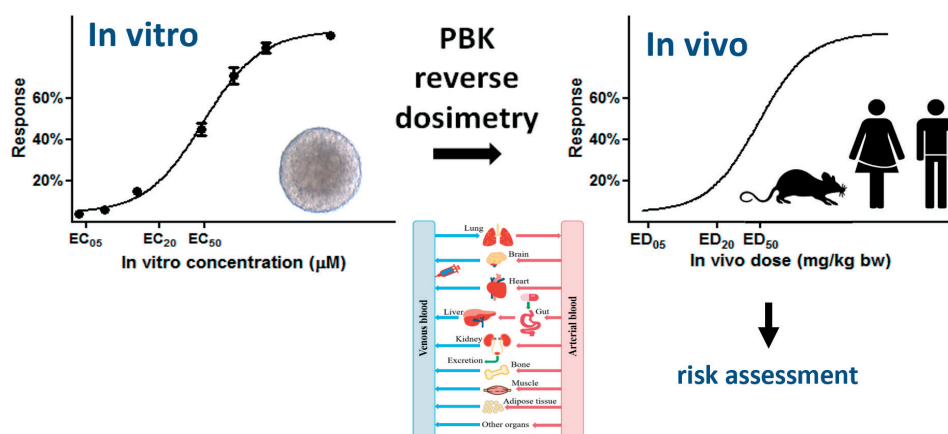 In vitro
Response
60%
40%
20%
EC05
EC20
EC50
In vitro concentration (μM)
PBK
reverse
dosimetry
Venous blood
Lung
Brain
Heart
Liver
Gut
Kidney
Excretion
Bone
Muscle
Adipose tissue
Other organs
Arterial blood
In vivo
Response
60%
40%
20%
ED05
ED20
ED50
In vivo dose (mg/kg bw)
risk assessment